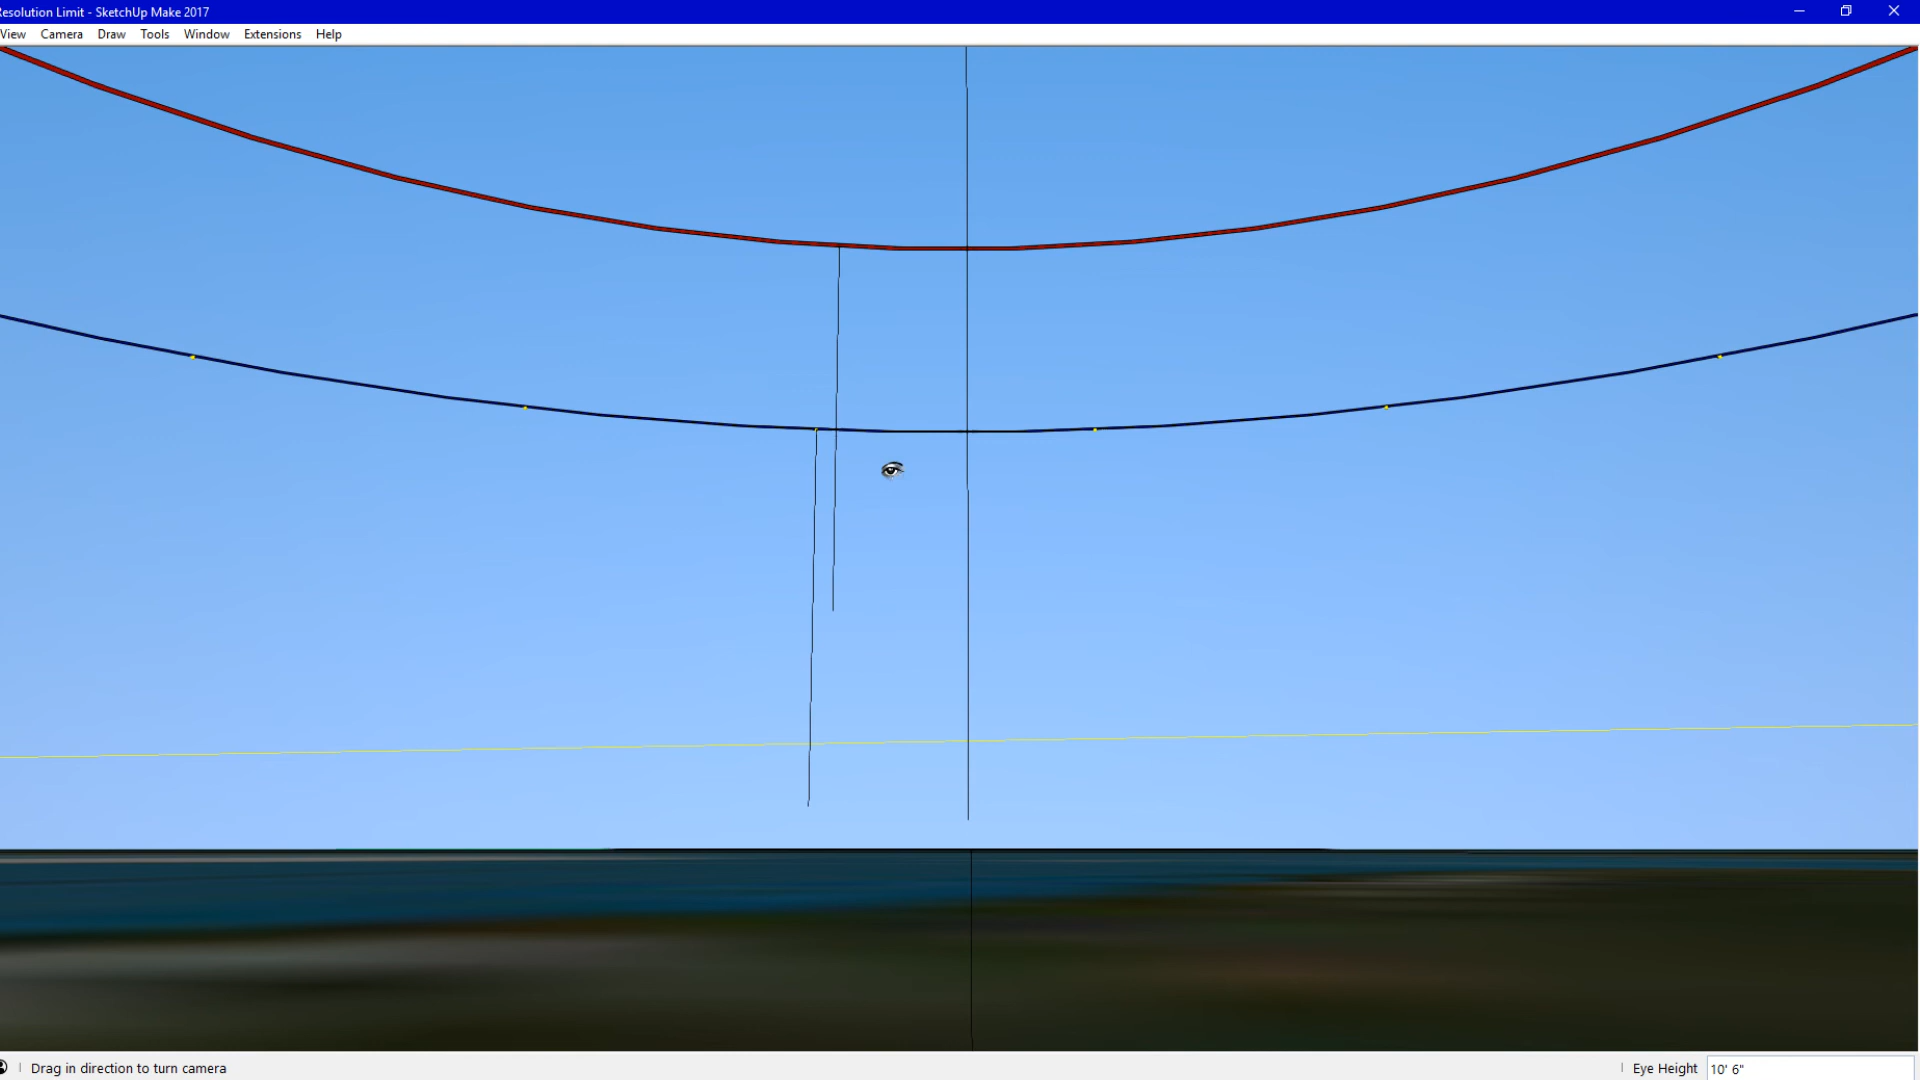 Resolution Limit - SketchUp Make 2017
View Camera Draw Tools Window Extensions Help
Drag in direction to turn camera
Eye Height 10' 6"